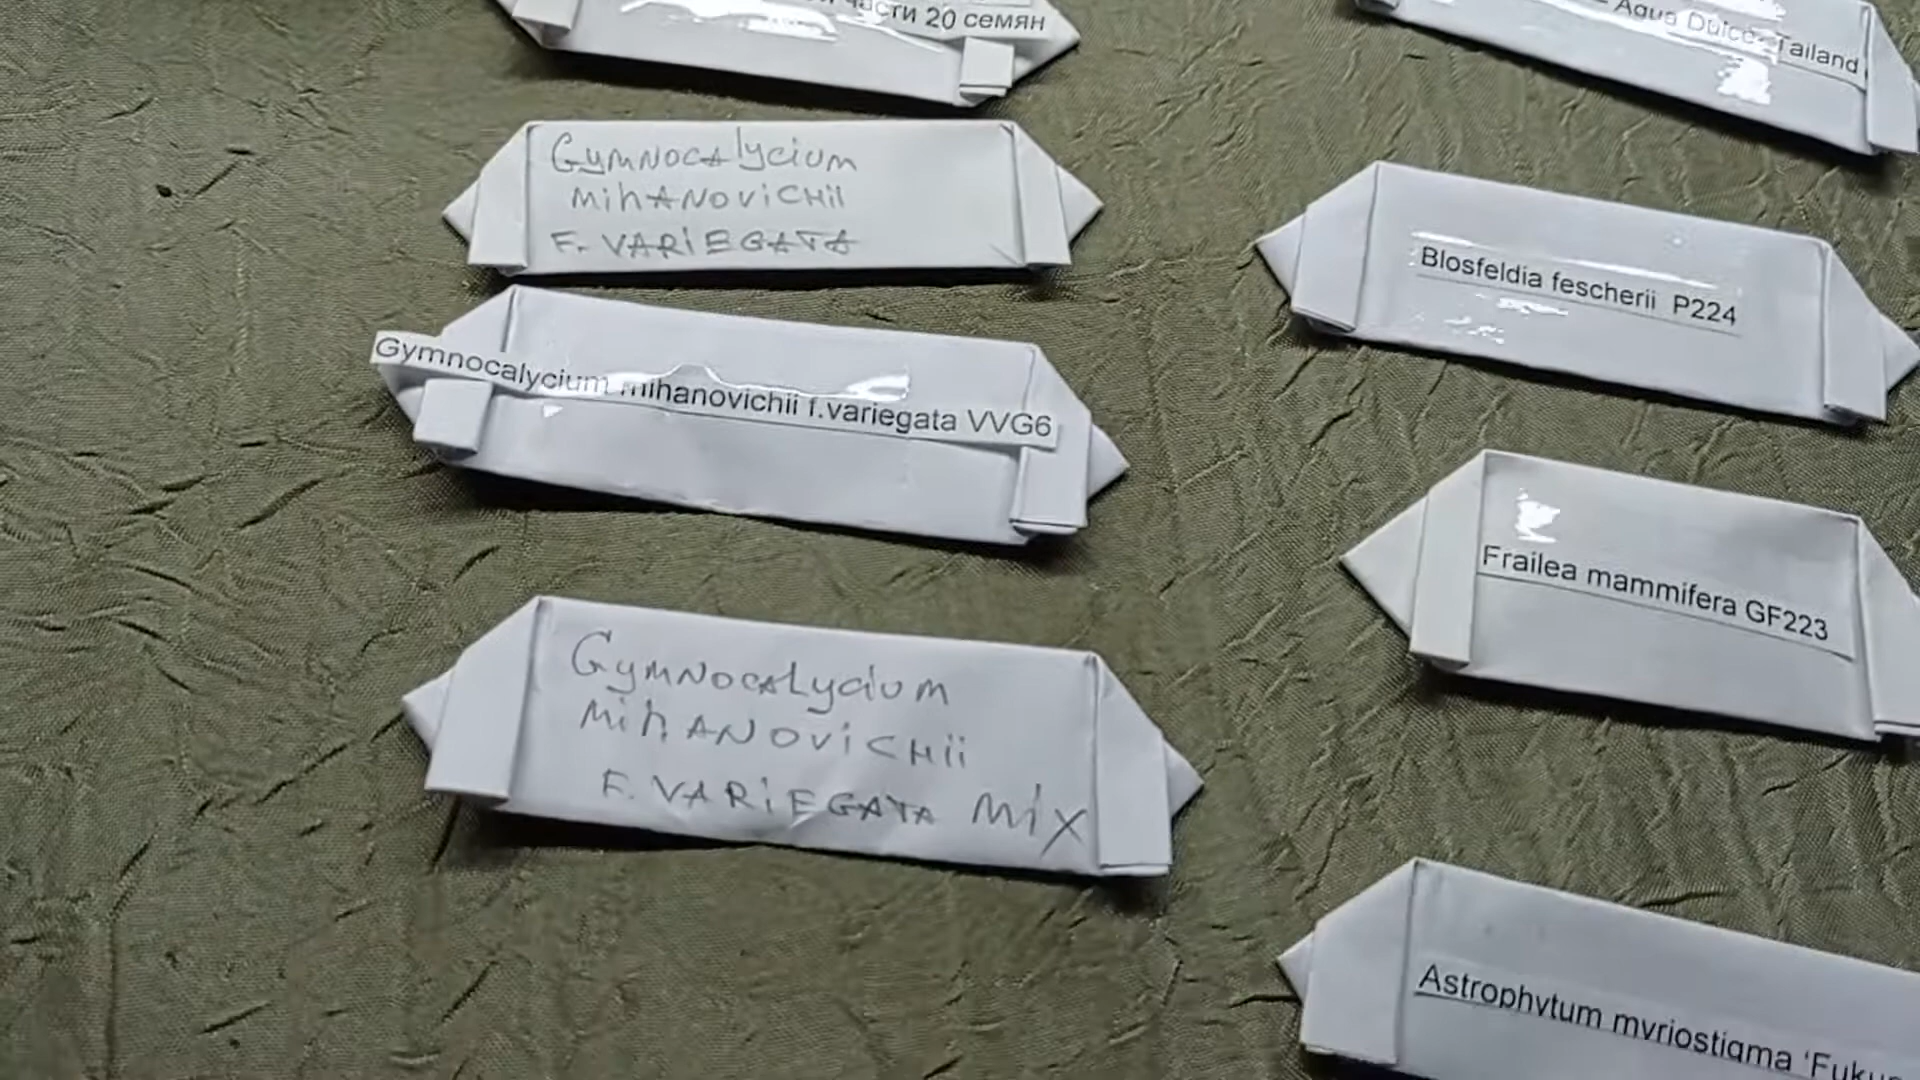 части 20 семян
Gymnocalycium
mihanovichii
F. VARIEGATA
Gymnocalycium mihanovichii f.variegata VVG6
Gymnocalycium
mihanovichii
F. VARIEGATA MIX
– Agua Dulce Tailand
Blosfeldia fescherii P224
Frailea mammifera GF223
Astrophytum myriostigma